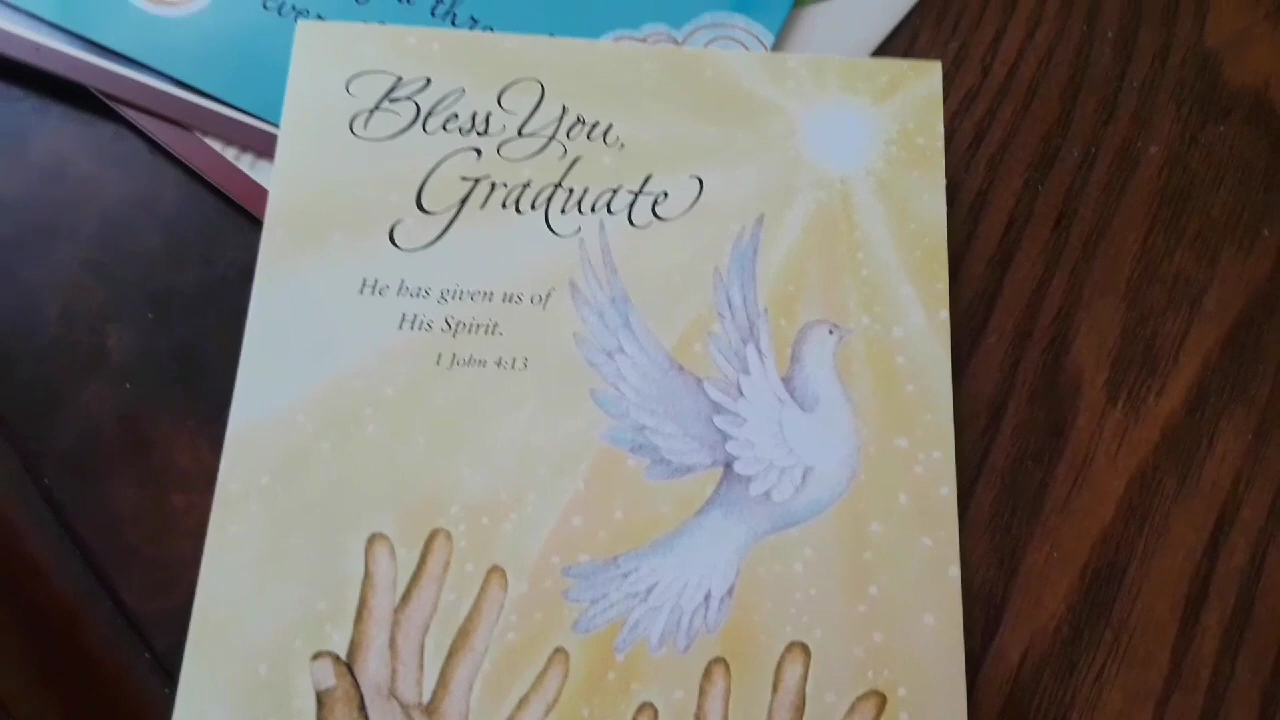 Bless You,
Graduate
He has given us of
His Spirit.
1 John 4:13